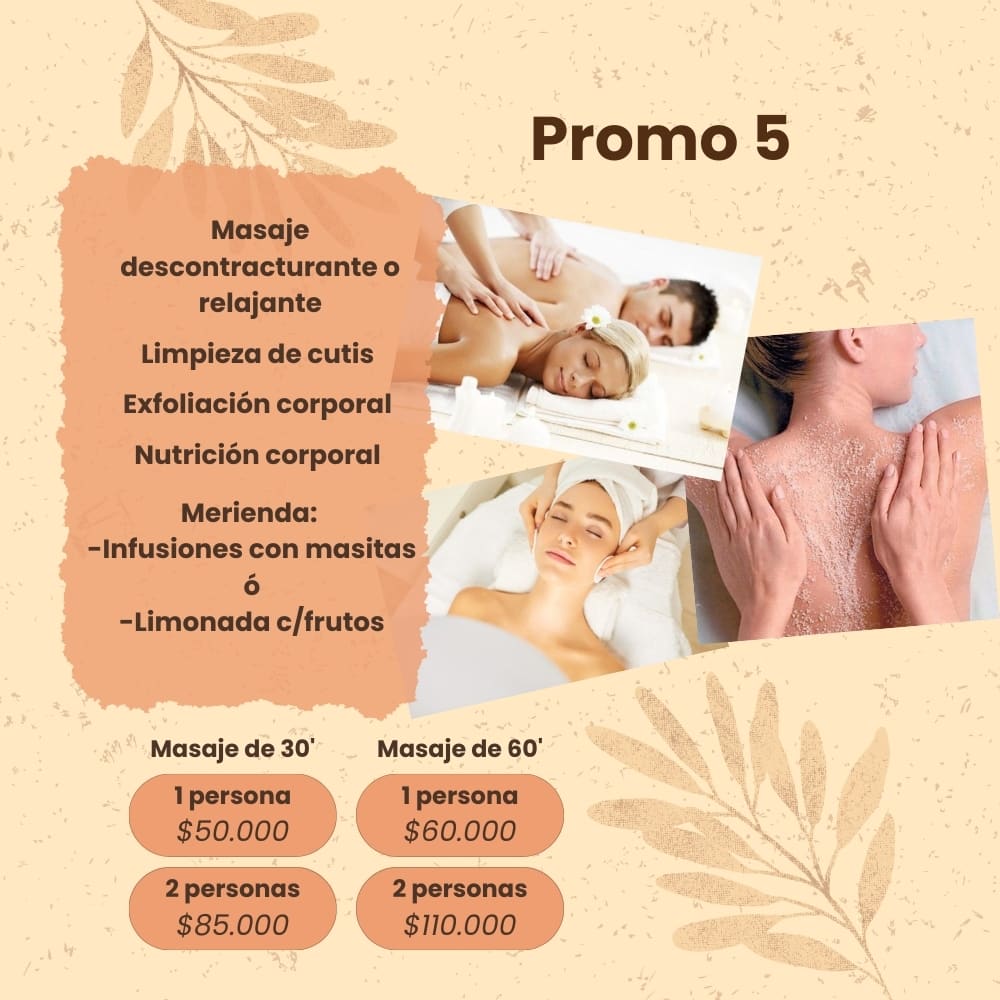 Promo 5
Masaje
descontracturante o
relajante
Limpieza de cutis
Exfoliación corporal
Nutrición corporal
Merienda:
-Infusiones con masitas
ó
-Limonada c/frutos
Masaje de 30'
1 persona
$50.000
2 personas
$85.000
Masaje de 60'
1 persona
$60.000
2 personas
$110.000